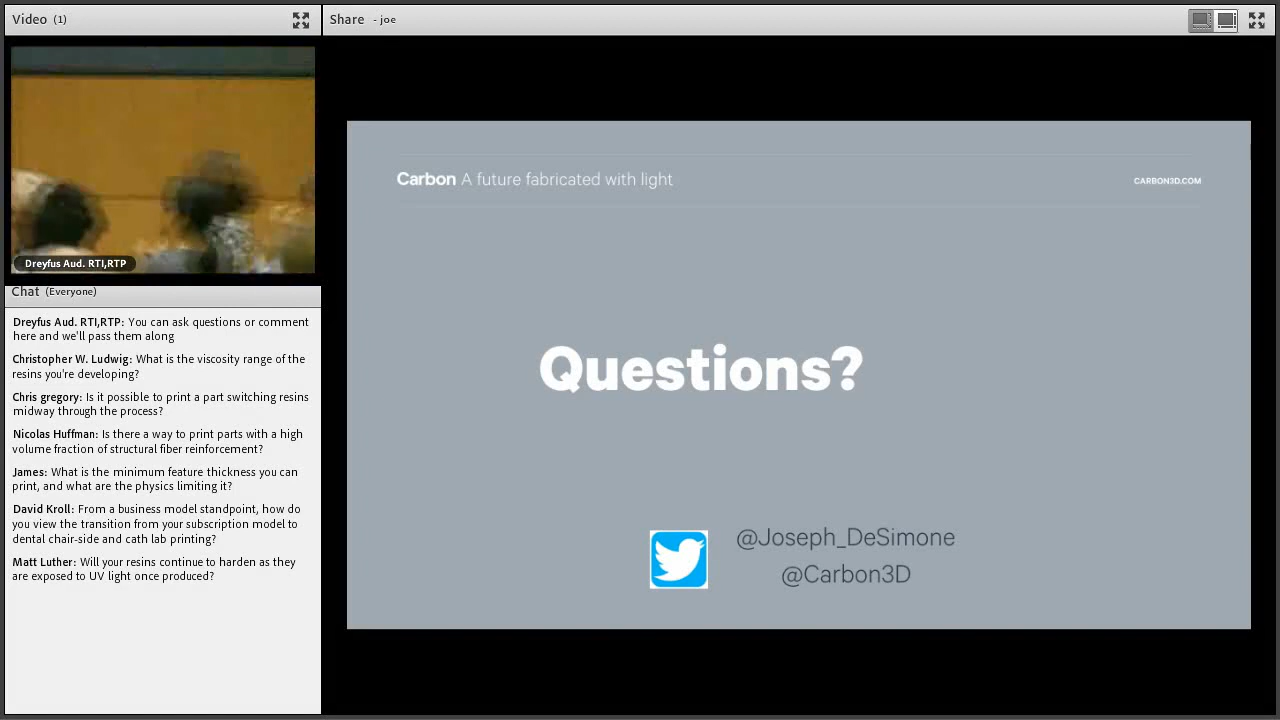 Video (1)
Dreyfus Aud. RTI,RTP
Chat (Everyone)
Dreyfus Aud. RTI,RTP: You can ask questions or comment
here and we'll pass them along
Christopher W. Ludwig: What is the viscosity range of the
resins you're developing?
Chris gregory: Is it possible to print a part switching resins
midway through the process?
Nicolas Huffman: Is there a way to print parts with a high
volume fraction of structural fiber reinforcement?
James: What is the minimum feature thickness you can
print, and what are the physics limiting it?
David Kroll: From a business model standpoint, how do
you view the transition from your subscription model to
dental chair-side and cath lab printing?
Matt Luther: Will your resins continue to harden as they
are exposed to UV light once produced?
Share - joe
Carbon A future fabricated with light
CARBON3D.COM
Questions?
@Joseph_DeSimone
@Carbon3D